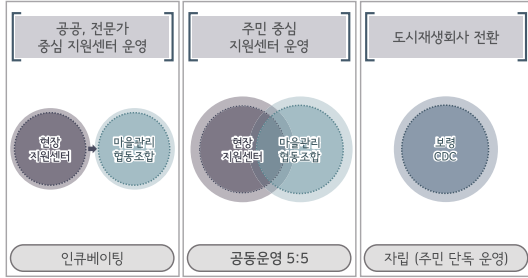 공공, 전문가
중심 지원센터 운영
현장
지원센터
마을관리
협동조합
인큐베이팅
주민 중심
지원센터 운영
현장
지원센터
마을관리
협동조합
공동운영 5:5
도시재생회사 전환
보령
CDC
자립 (주민 단독 운영)